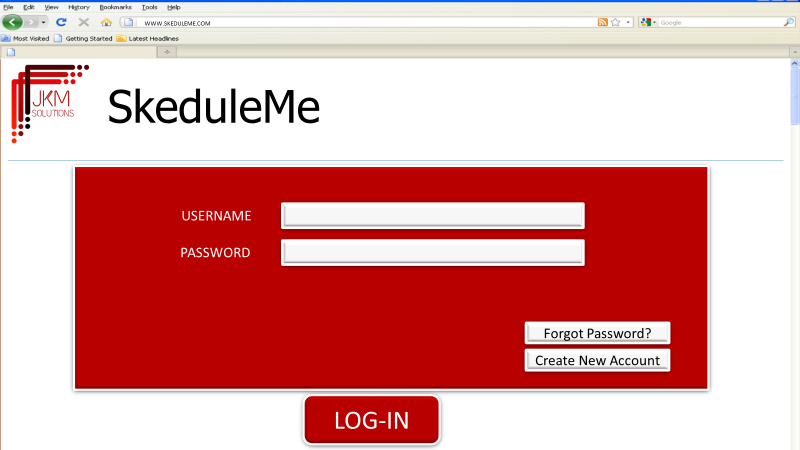 File Edit View History Bookmarks Tools Help
WWW.SKEDULEME.COM
Google
Most Visited Getting Started Latest Headlines
JKM
SOLUTIONS
SkeduleMe
USERNAME
PASSWORD
Forgot Password?
Create New Account
LOG-IN